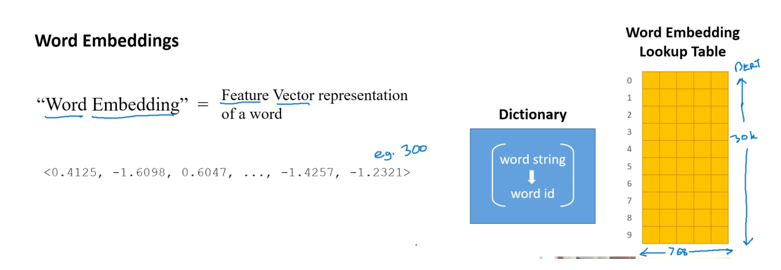 Word Embeddings
“Word Embedding” = Feature Vector representation
of a word
eg. 300
<0.4125, -1.6098, 0.6047, ..., -1.4257, -1.2321>
Dictionary
word string
word id
Word Embedding
Lookup Table
BERT
0
1
2
3
4
5
6
7
8
9
30k
768